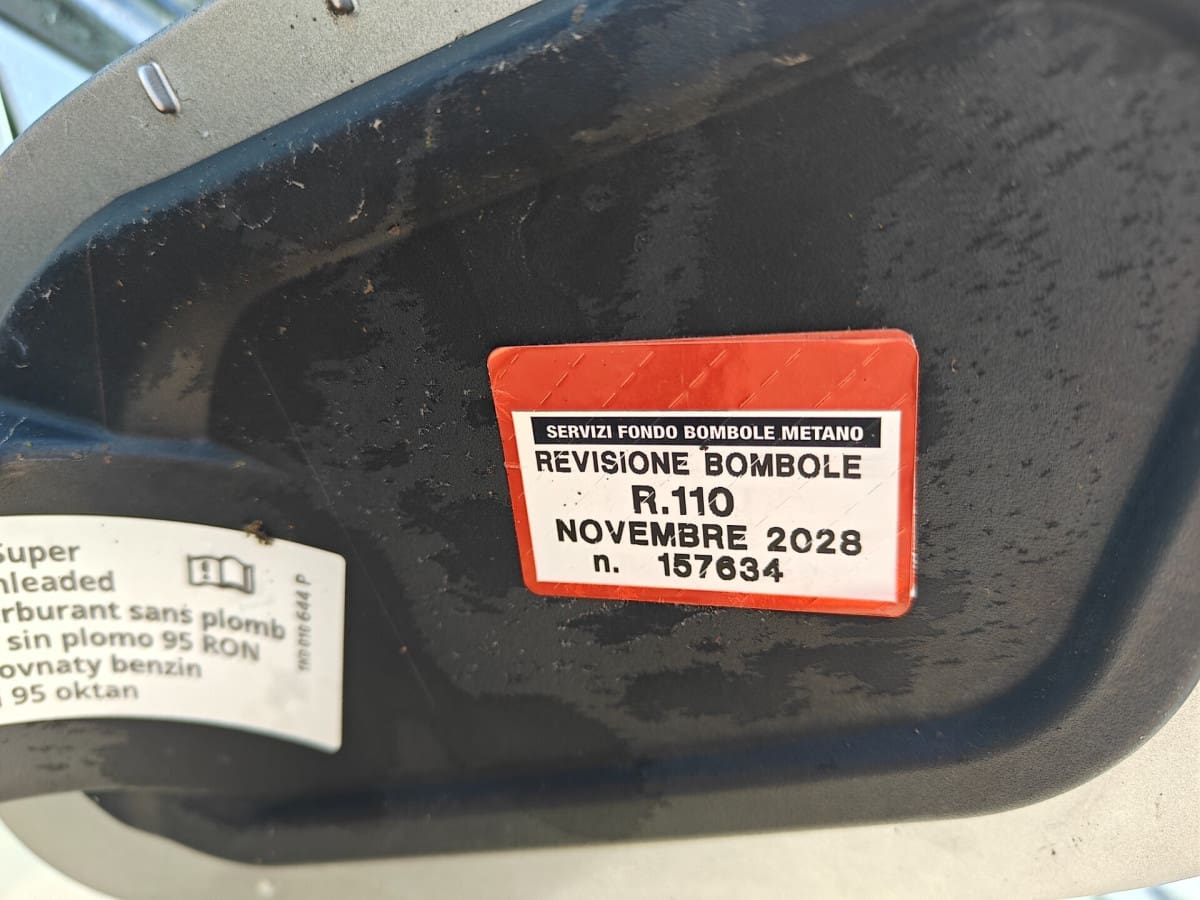 SERVIZI FONDO BOMBOLE METANO
REVISIONE BOMBOLE
R.110
NOVEMBRE 2028
n. 157634
Super
nleaded
rburant sans plomb
sin plomo 95 RON
ovnaty benzin
95 oktan